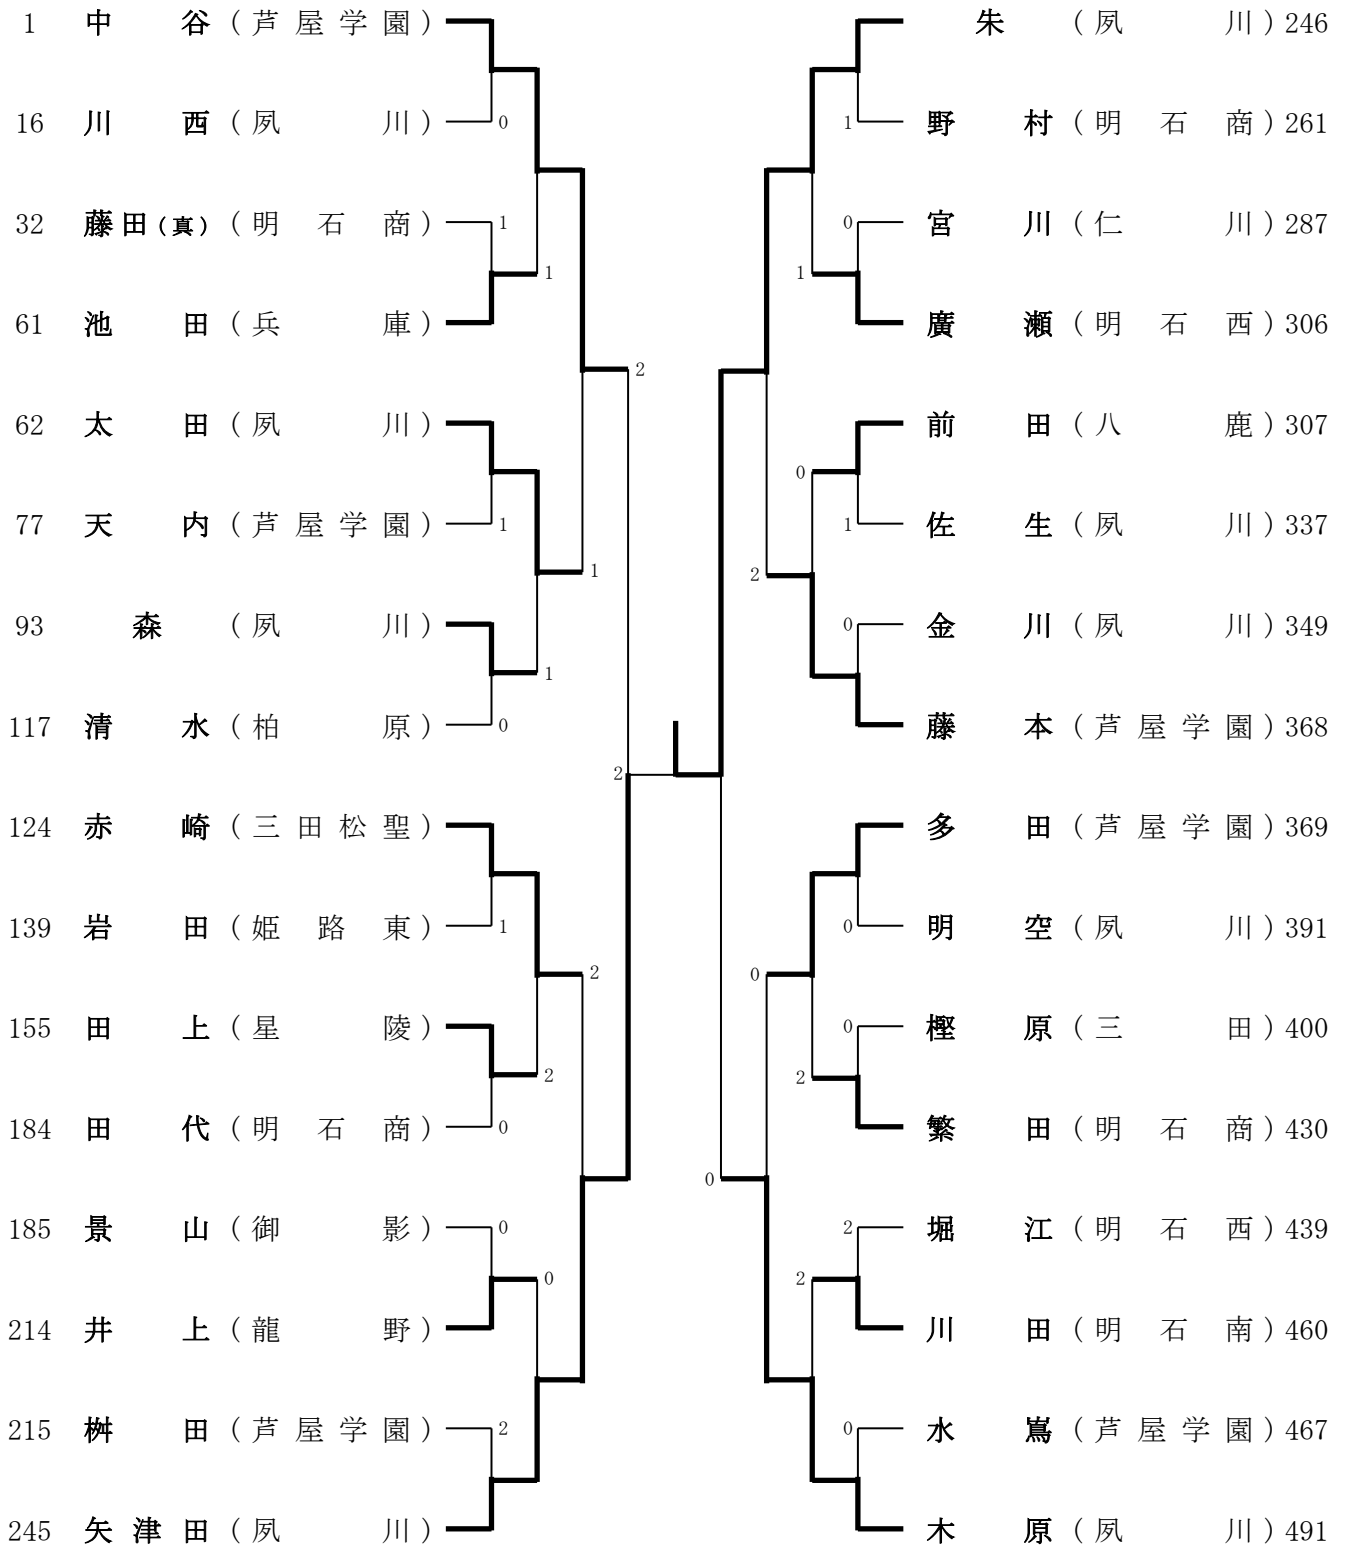 1 中 谷 ( 芦 屋 学 園 )
16 川 西 ( 夙 川 ) 0
32 藤 田 ( 真 ) ( 明 石 商 ) 1
1
61 池 田 ( 兵 庫 )
2
62 太 田 ( 夙 川 )
77 天 内 ( 芦 屋 学 園 ) 1
1
93 森 ( 夙 川 )
1
117 清 水 ( 柏 原 ) 0
2
124 赤 崎 ( 三 田 松 聖 )
139 岩 田 ( 姫 路 東 ) 1
2
155 田 上 ( 星 陵 )
2
184 田 代 ( 明 石 商 ) 0
185 景 山 ( 御 影 ) 0
0
214 井 上 ( 龍 野 )
215 桝 田 ( 芦 屋 学 園 ) 2
245 矢 津 田 ( 夙 川 )
朱 ( 夙 川 ) 246
1 野 村 ( 明 石 商 ) 261
0 宮 川 ( 仁 川 ) 287
1
廣 瀬 ( 明 石 西 ) 306
前 田 ( 八 鹿 ) 307
0
1 佐 生 ( 夙 川 ) 337
2
0 金 川 ( 夙 川 ) 349
藤 本 ( 芦 屋 学 園 ) 368
多 田 ( 芦 屋 学 園 ) 369
0 明 空 ( 夙 川 ) 391
0
0 樫 原 ( 三 田 ) 400
2
繁 田 ( 明 石 商 ) 430
0
2 堀 江 ( 明 石 西 ) 439
2
川 田 ( 明 石 南 ) 460
0 水 嶌 ( 芦 屋 学 園 ) 467
木 原 ( 夙 川 ) 491